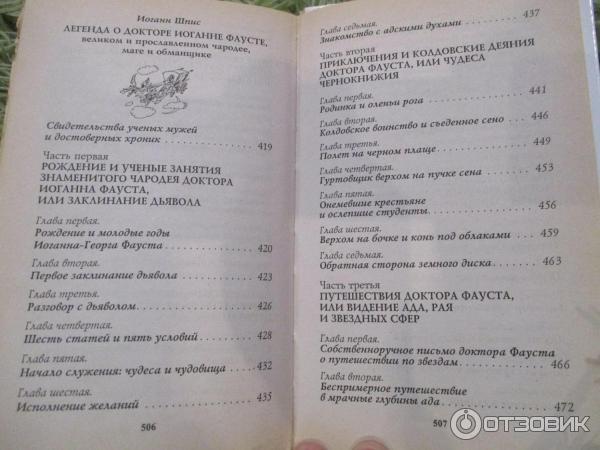 Иоганн Шпис
ЛЕГЕНДА О ДОКТОРЕ ИОГАННЕ ФАУСТЕ,
великом и прославленном чародее,
маге и обманщике
Свидетельства ученых мужей
и достоверных хроник 419
Часть первая
РОЖДЕНИЕ И УЧЕНЫЕ ЗАНЯТИЯ
ЗНАМЕНИТОГО ЧАРОДЕЯ ДОКТОРА
ИОГАННА ФАУСТА,
ИЛИ ЗАКЛИНАНИЕ ДЬЯВОЛА
Глава первая.
Рождение и молодые годы
Иоганна-Георга Фауста 420
Глава вторая.
Первое заклинание дьявола 423
Глава третья.
Разговор с дьяволом 426
Глава четвертая.
Шесть статей и пять условий 428
Глава пятая.
Начало служения: чудеса и чудовища 432
Глава шестая.
Исполнение желаний 435
506
Глава седьмая.
Знакомство с адскими духами 437
Часть вторая
ПРИКЛЮЧЕНИЯ И КОЛДОВСКИЕ ДЕЯНИЯ
ДОКТОРА ФАУСТА, ИЛИ ЧУДЕСА
ЧЕРНОКНИЖИЯ
Глава первая.
Родинка и оленьи рога 441
Глава вторая.
Колдовское воинство и съеденное сено 446
Глава третья.
Полет на черном плаще 449
Глава четвертая.
Гуртовщик верхом на пучке сена 453
Глава пятая.
Онемевшие крестьяне
и ослепшие студенты 456
Глава шестая.
Верхом на бочке и конь под облаками 459
Глава седьмая.
Обратная сторона земного диска 463
Часть третья
ПУТЕШЕСТВИЯ ДОКТОРА ФАУСТА,
ИЛИ ВИДЕНИЕ АДА, РАЯ
И ЗВЕЗДНЫХ СФЕР
Глава первая.
Собственноручное письмо доктора Фауста
о путешествии по звездам 466
Глава вторая.
Беспримерное путешествие
в мрачные глубины ада 472
507
ОТЗОВИК